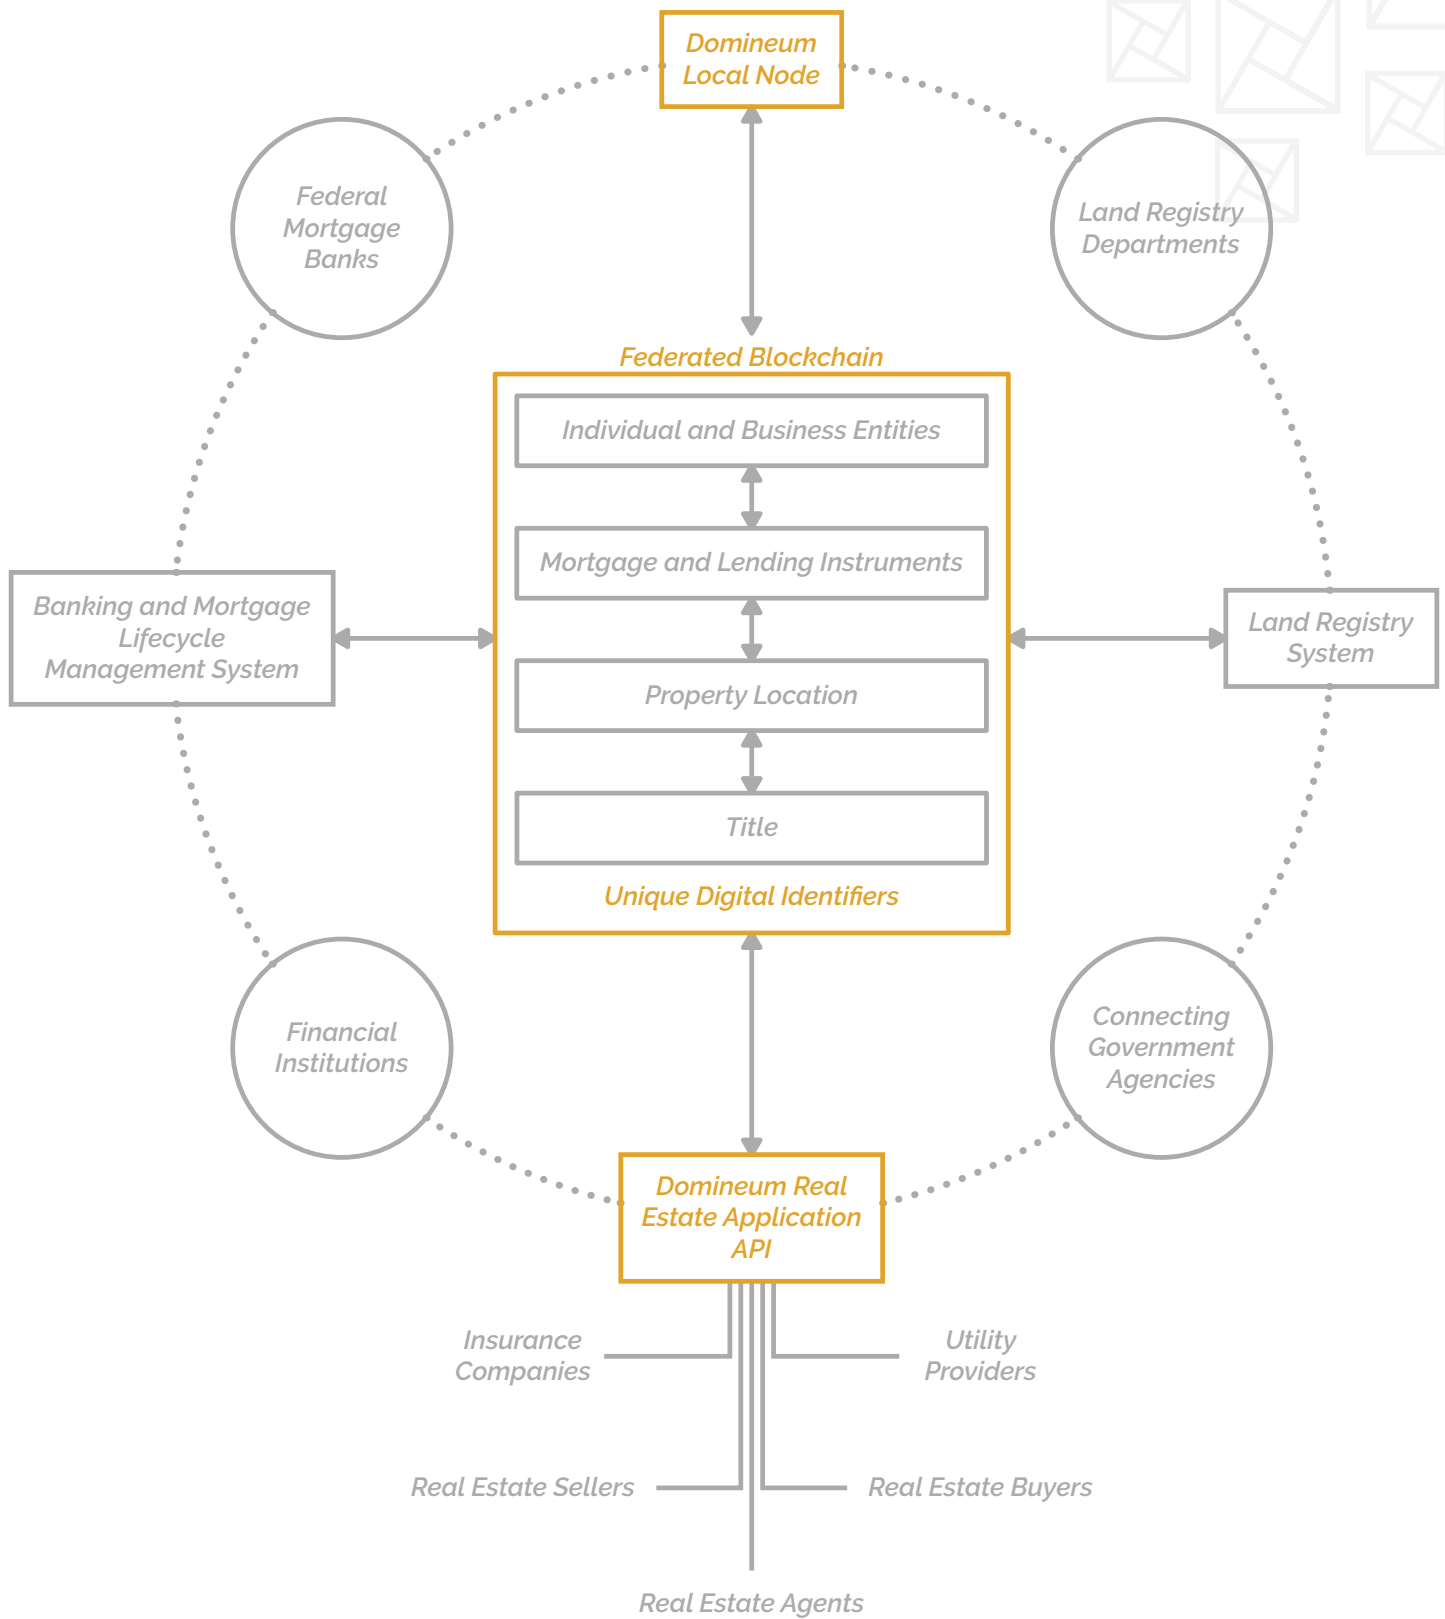 Domineum
Local Node
Federal
Mortgage
Banks
Land Registry
Departments
Federated Blockchain
Individual and Business Entities
Mortgage and Lending Instruments
Banking and Mortgage
Lifecycle
Management System
Land Registry
System
Property Location
Title
Unique Digital Identifiers
Financial
Institutions
Connecting
Government
Agencies
Domineum Real
Estate Application
API
Insurance
Companies
Utility
Providers
Real Estate Sellers
Real Estate Buyers
Real Estate Agents